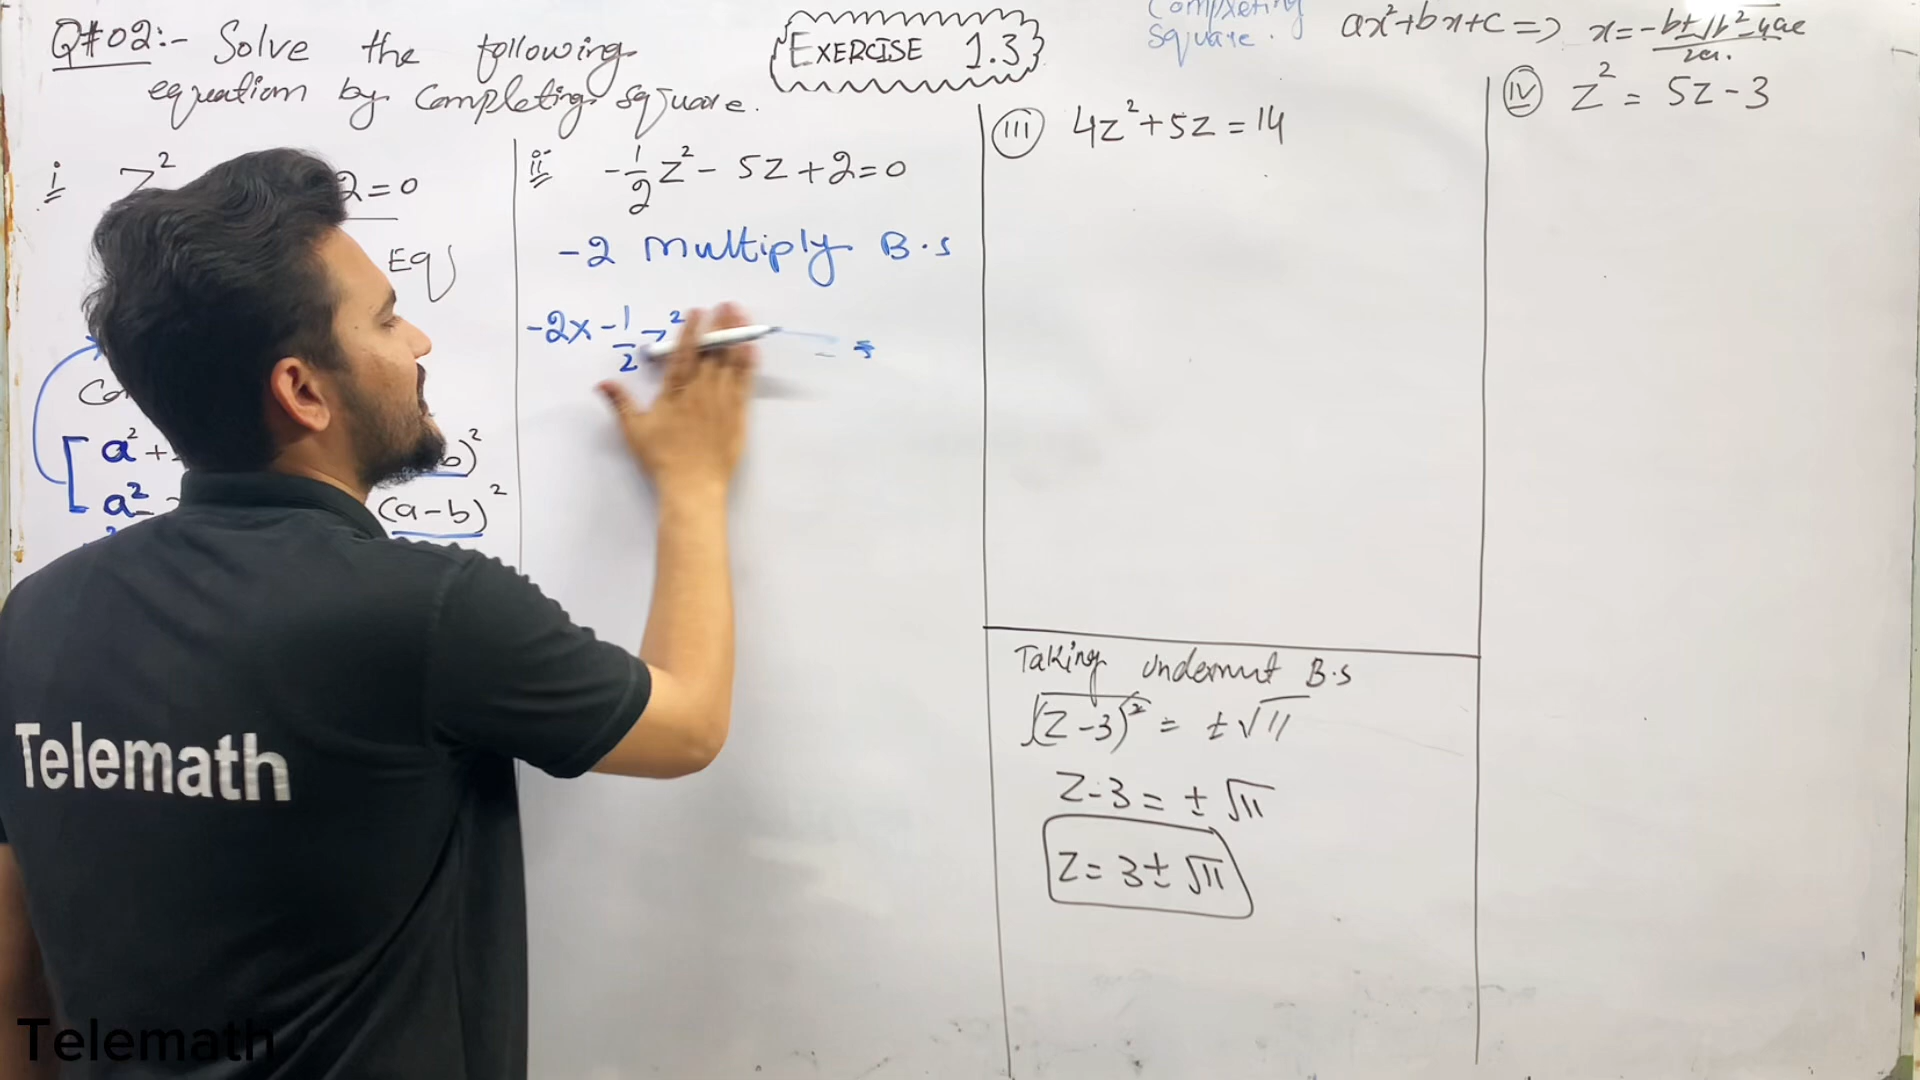 Q#02:- Solve the following
equation by Completing square.
EXERCISE 1.3
Completing
square.
ax²+bx+c => x = -b±√b²-4ac
2a.
i z² 2=0
Eq
a² + b)²
a² - (a-b)²
ii -1/2 z² - 5z + 2 = 0
-2 multiply B.s
-2x -1/2 z² =
III 4z² + 5z = 14
Taking B.s
√(z-3)² = ±√11
z-3 = ±√11
z = 3±√11
IV z² = 5z - 3
Telemath
Telemath